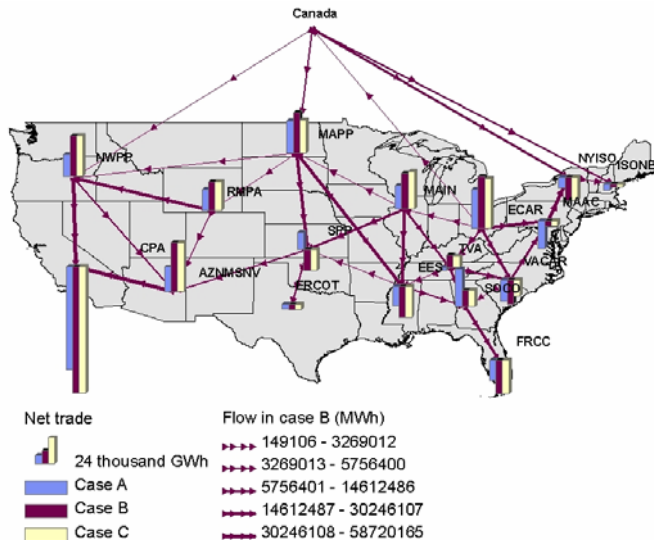 Canada
NYISO
ISONE
MAPP
NWPP
RMPA
MAIN
ECAR
MAAC
CPA
AZNMSNV
SPP
TVA
EES
VACAR
ERCOT
SOCO
FRCC
Net trade
24 thousand GWh
Case A
Case B
Case C
Flow in case B (MWh)
149106 - 3269012
3269013 - 5756400
5756401 - 14612486
14612487 - 30246107
30246108 - 58720165